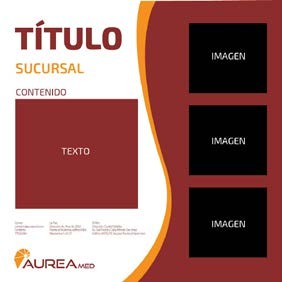 TÍTULO
SUCURSAL
CONTENIDO
TEXTO
IMAGEN
IMAGEN
IMAGEN
AUREAMED